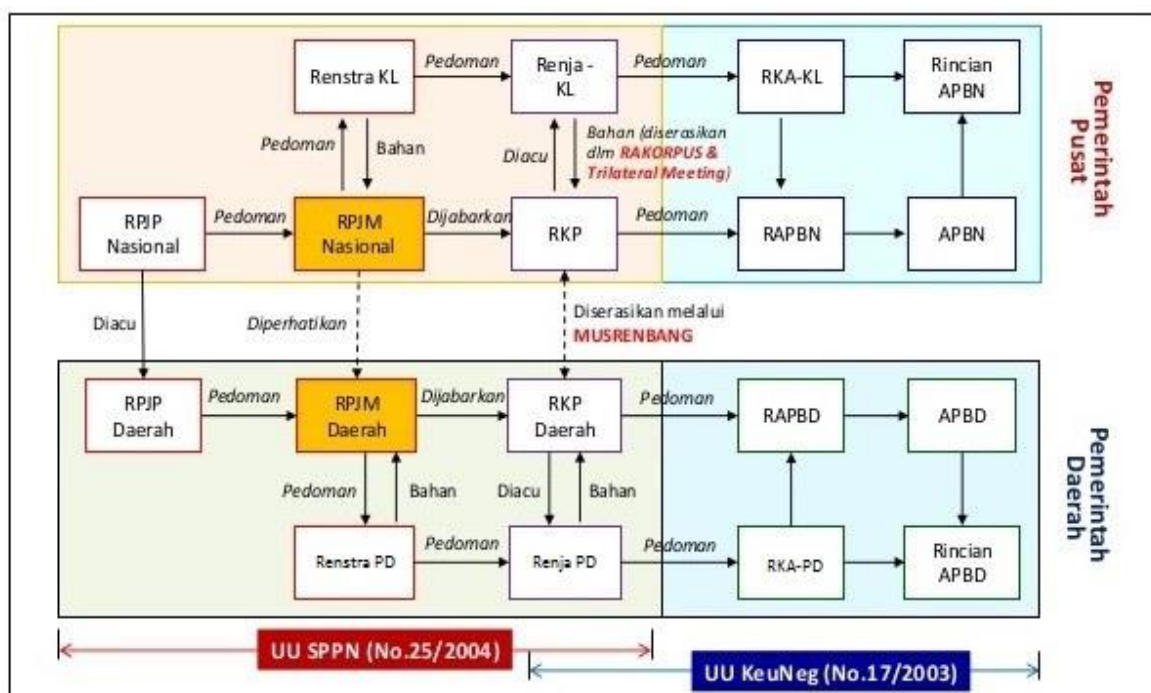 Renstra KL
Pedoman
Renja -
KL
Pedoman
RKA-KL
Rincian
APBN
Pedoman
Bahan
Diacu
Bahan (diserasikan
dlm RAKORPUS &
Trilateral Meeting)
RPJP
Nasional
Pedoman
RPJM
Nasional
Dijabarkan
RKP
Pedoman
RAPBN
APBN
Pemerintah
Pusat
Diacu
Diperhatikan
Diserasikan melalui
MUSRENBANG
RPJP
Daerah
Pedoman
RPJM
Daerah
Dijabarkan
RKP
Daerah
Pedoman
RAPBD
APBD
Pedoman
Bahan
Diacu
Bahan
Renstra PD
Pedoman
Renja PD
Pedoman
RKA-PD
Rincian
APBD
Pemerintah
Daerah
UU SPPN (No.25/2004)
UU KeuNeg (No.17/2003)